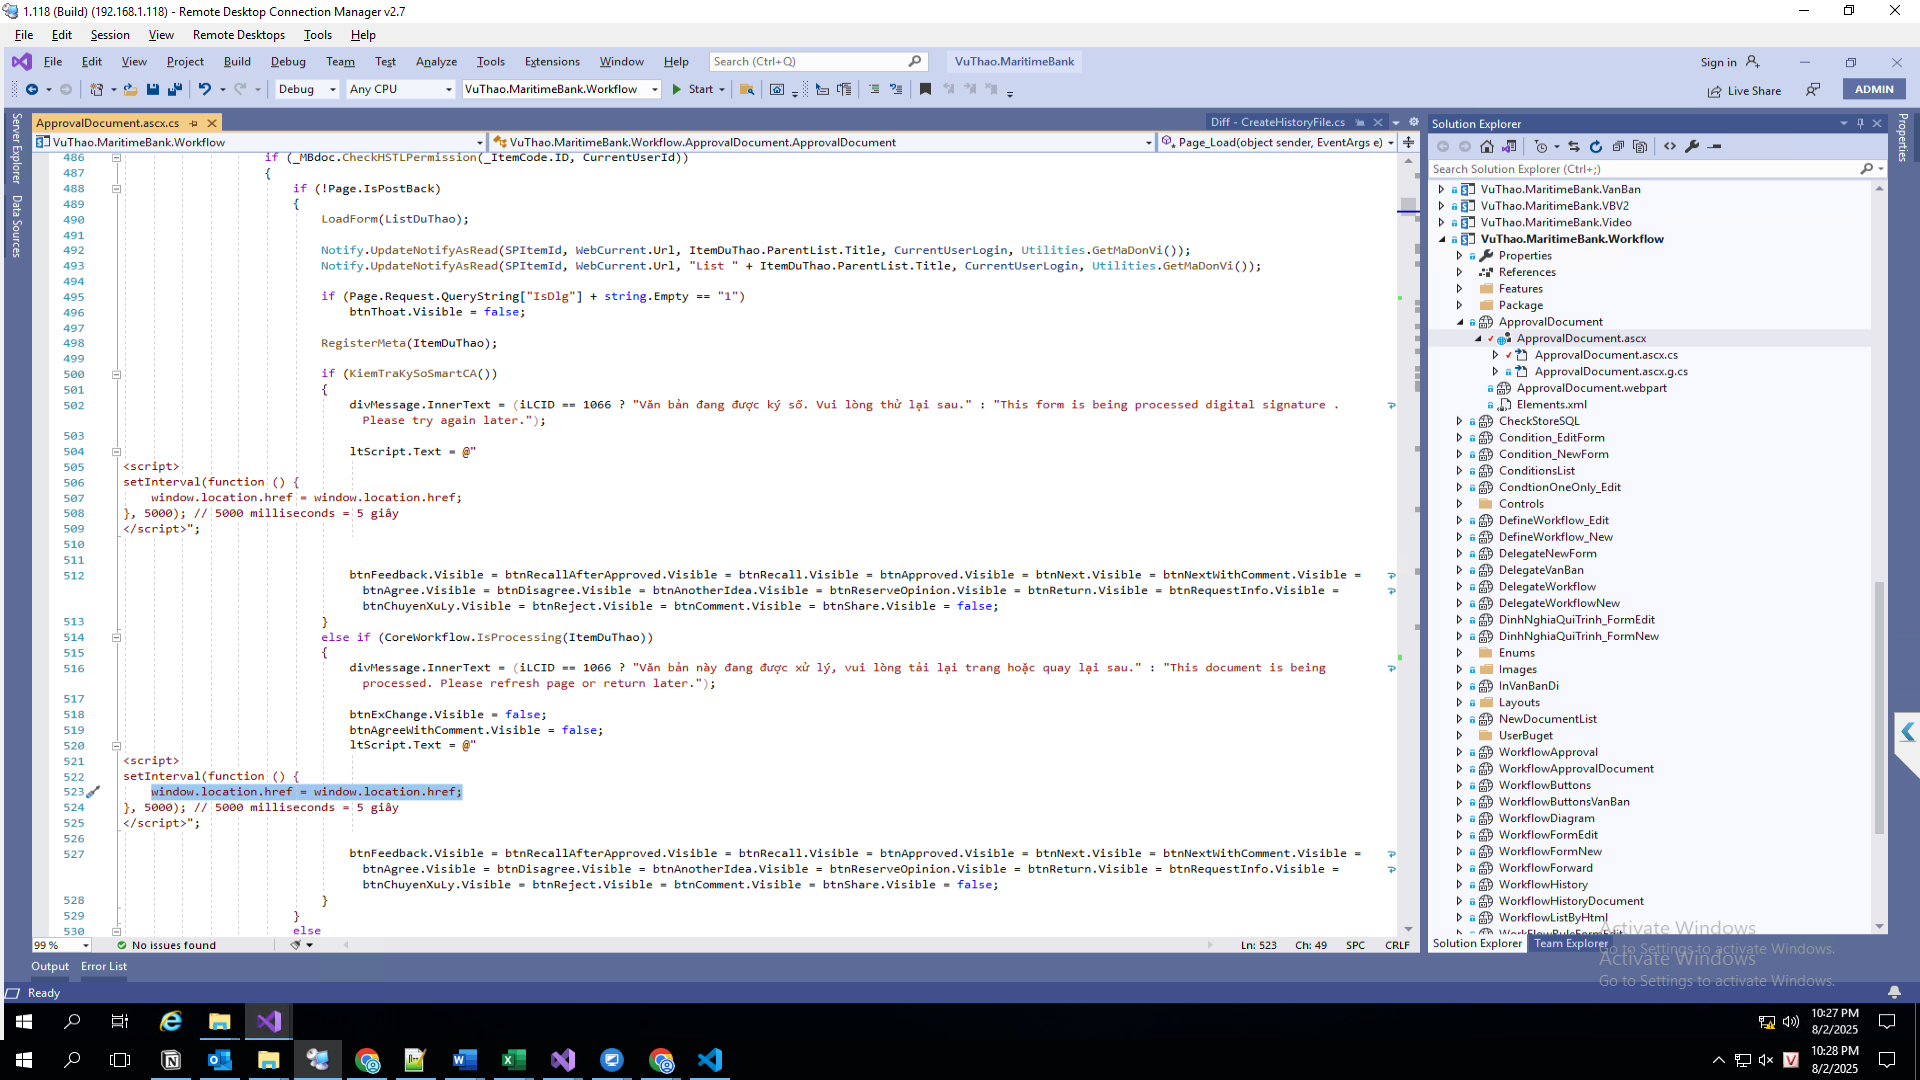 1.118 (Build) (192.168.1.118) - Remote Desktop Connection Manager v2.7
File Edit Session View Remote Desktops Tools Help
File Edit View Project Build Debug Team Test Analyze Tools Extensions Window Help Search (Ctrl+Q) VuThao.MaritimeBank Sign in
Debug Any CPU VuThao.MaritimeBank.Workflow Start Live Share ADMIN
Server Explorer
Data Sources
ApprovalDocument.ascx.cs Diff - CreateHistoryFile.cs
VuThao.MaritimeBank.Workflow VuThao.MaritimeBank.Workflow.ApprovalDocument.ApprovalDocument Page_Load(object sender, EventArgs e)
486 if (_MBdoc.CheckHSTLPermission(_ItemCode.ID, CurrentUserId))
487 {
488 if (!Page.IsPostBack)
489 {
490 LoadForm(ListDuThao);
491
492 Notify.UpdateNotifyAsRead(SPItemId, WebCurrent.Url, ItemDuThao.ParentList.Title, CurrentUserLogin, Utilities.GetMaDonVi());
493 Notify.UpdateNotifyAsRead(SPItemId, WebCurrent.Url, "List " + ItemDuThao.ParentList.Title, CurrentUserLogin, Utilities.GetMaDonVi());
494
495 if (Page.Request.QueryString["IsDlg"] + string.Empty == "1")
496 btnThoat.Visible = false;
497
498 RegisterMeta(ItemDuThao);
499
500 if (KiemTraKySoSmartCA())
501 {
502 divMessage.InnerText = (iLCID == 1066 ? "Văn bản đang được ký số. Vui lòng thử lại sau." : "This form is being processed digital signature .
Please try again later.");
503
504 ltScript.Text = @"
505 <script>
506 setInterval(function () {
507 window.location.href = window.location.href;
508 }, 5000); // 5000 milliseconds = 5 giây
509 </script>";
510
511
512 btnFeedback.Visible = btnRecallAfterApproved.Visible = btnRecall.Visible = btnApproved.Visible = btnNext.Visible = btnNextWithComment.Visible =
btnAgree.Visible = btnDisagree.Visible = btnAnotherIdea.Visible = btnReserveOpinion.Visible = btnReturn.Visible = btnRequestInfo.Visible =
btnChuyenXuLy.Visible = btnReject.Visible = btnComment.Visible = btnShare.Visible = false;
513 }
514 else if (CoreWorkflow.IsProcessing(ItemDuThao))
515 {
516 divMessage.InnerText = (iLCID == 1066 ? "Văn bản này đang được xử lý, vui lòng tải lại trang hoặc quay lại sau." : "This document is being
processed. Please refresh page or return later.");
517
518 btnExChange.Visible = false;
519 btnAgreeWithComment.Visible = false;
520 ltScript.Text = @"
521 <script>
522 setInterval(function () {
523 window.location.href = window.location.href;
524 }, 5000); // 5000 milliseconds = 5 giây
525 </script>";
526
527 btnFeedback.Visible = btnRecallAfterApproved.Visible = btnRecall.Visible = btnApproved.Visible = btnNext.Visible = btnNextWithComment.Visible =
btnAgree.Visible = btnDisagree.Visible = btnAnotherIdea.Visible = btnReserveOpinion.Visible = btnReturn.Visible = btnRequestInfo.Visible =
btnChuyenXuLy.Visible = btnReject.Visible = btnComment.Visible = btnShare.Visible = false;
528 }
529 }
530 else
99 % No issues found Ln: 523 Ch: 49 SPC CRLF
Output Error List
Ready
Solution Explorer
Search Solution Explorer (Ctrl+;)
VuThao.MaritimeBank.VanBan
VuThao.MaritimeBank.VBV2
VuThao.MaritimeBank.Video
VuThao.MaritimeBank.Workflow
Properties
References
Features
Package
ApprovalDocument
ApprovalDocument.ascx
ApprovalDocument.ascx.cs
ApprovalDocument.ascx.g.cs
ApprovalDocument.webpart
Elements.xml
CheckStoreSQL
Condition_EditForm
Condition_NewForm
ConditionsList
CondtionOneOnly_Edit
Controls
DefineWorkflow_Edit
DefineWorkflow_New
DelegateNewForm
DelegateVanBan
DelegateWorkflow
DelegateWorkflowNew
DinhNghiaQuiTrinh_FormEdit
DinhNghiaQuiTrinh_FormNew
Enums
Images
InVanBanDi
Layouts
NewDocumentList
UserBuget
WorkflowApproval
WorkflowApprovalDocument
WorkflowButtons
WorkflowButtonsVanBan
WorkflowDiagram
WorkflowFormEdit
WorkflowFormNew
WorkflowForward
WorkflowHistory
WorkflowHistoryDocument
WorkflowListByHtml
WorkFlowRuleFormEdit
Solution Explorer Team Explorer
Properties
Activate Windows
Go to Settings to activate Windows.
Activate Windows
Go to Settings to activate Windows.
10:27 PM
8/2/2025
10:28 PM
8/2/2025